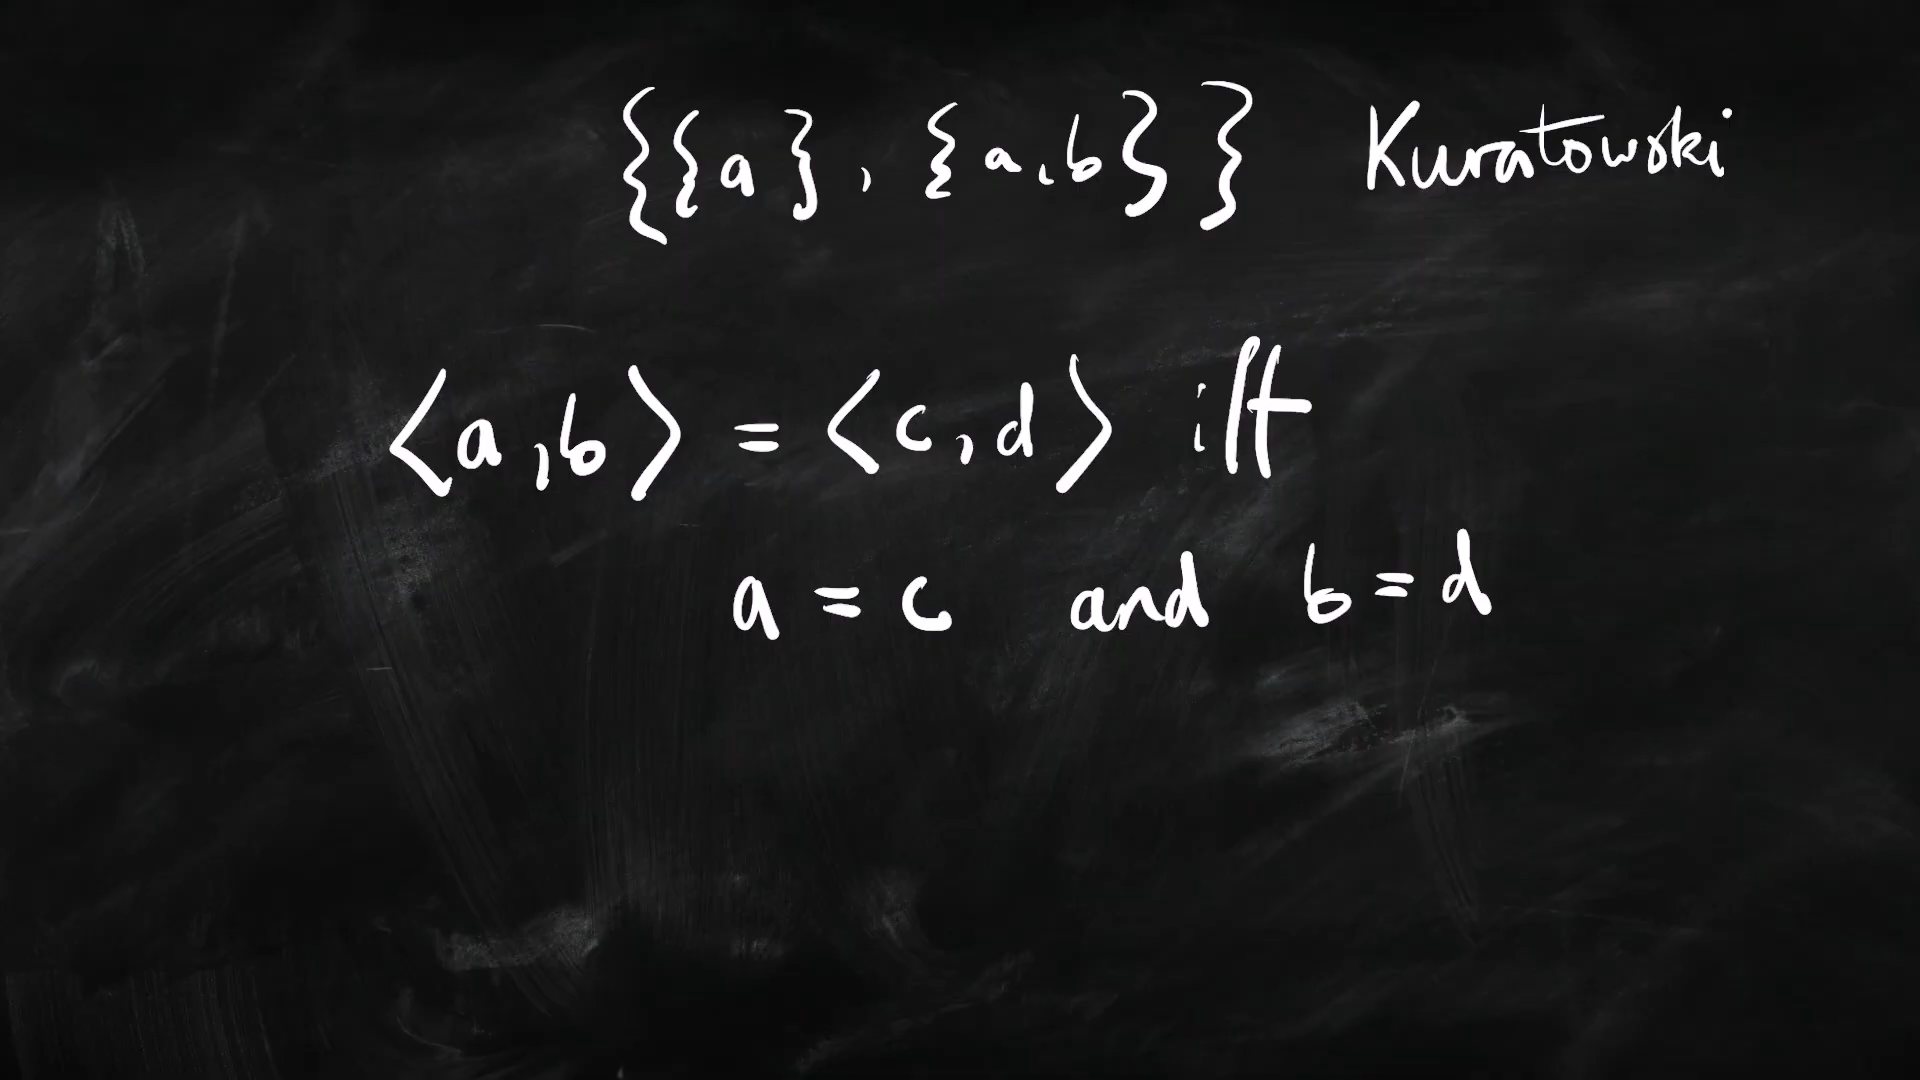 {{a}, {a,b}} Kuratowski
⟨a,b⟩ = ⟨c,d⟩ iff
a = c and b = d